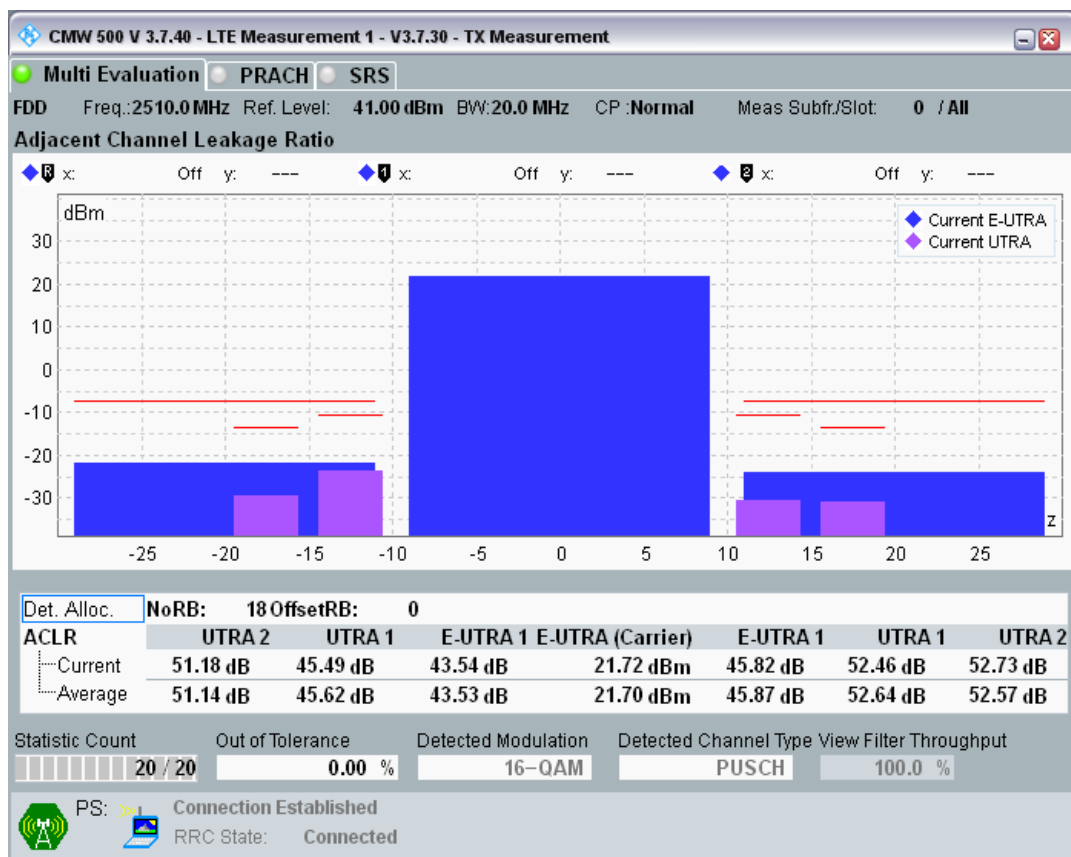 CMW 500 V 3.7.40 - LTE Measurement 1 - V3.7.30 - TX Measurement
Multi Evaluation PRACH SRS
FDD Freq.:2510.0 MHz Ref. Level: 41.00 dBm BW:20.0 MHz CP :Normal Meas Subfr./Slot: 0 / All
Adjacent Channel Leakage Ratio
R x: Off y: --- 1 x: Off y: --- 2 x: Off y: ---
dBm
Current E-UTRA
Current UTRA
30
20
10
0
-10
-20
-30
z
-25 -20 -15 -10 -5 0 5 10 15 20 25
Det. Alloc. NoRB: 18 OffsetRB: 0
ACLR UTRA 2 UTRA 1 E-UTRA 1 E-UTRA (Carrier) E-UTRA 1 UTRA 1 UTRA 2
Current 51.18 dB 45.49 dB 43.54 dB 21.72 dBm 45.82 dB 52.46 dB 52.73 dB
Average 51.14 dB 45.62 dB 43.53 dB 21.70 dBm 45.87 dB 52.64 dB 52.57 dB
Statistic Count Out of Tolerance Detected Modulation Detected Channel Type View Filter Throughput
20 / 20 0.00 % 16-QAM PUSCH 100.0 %
PS: Connection Established
RRC State: Connected